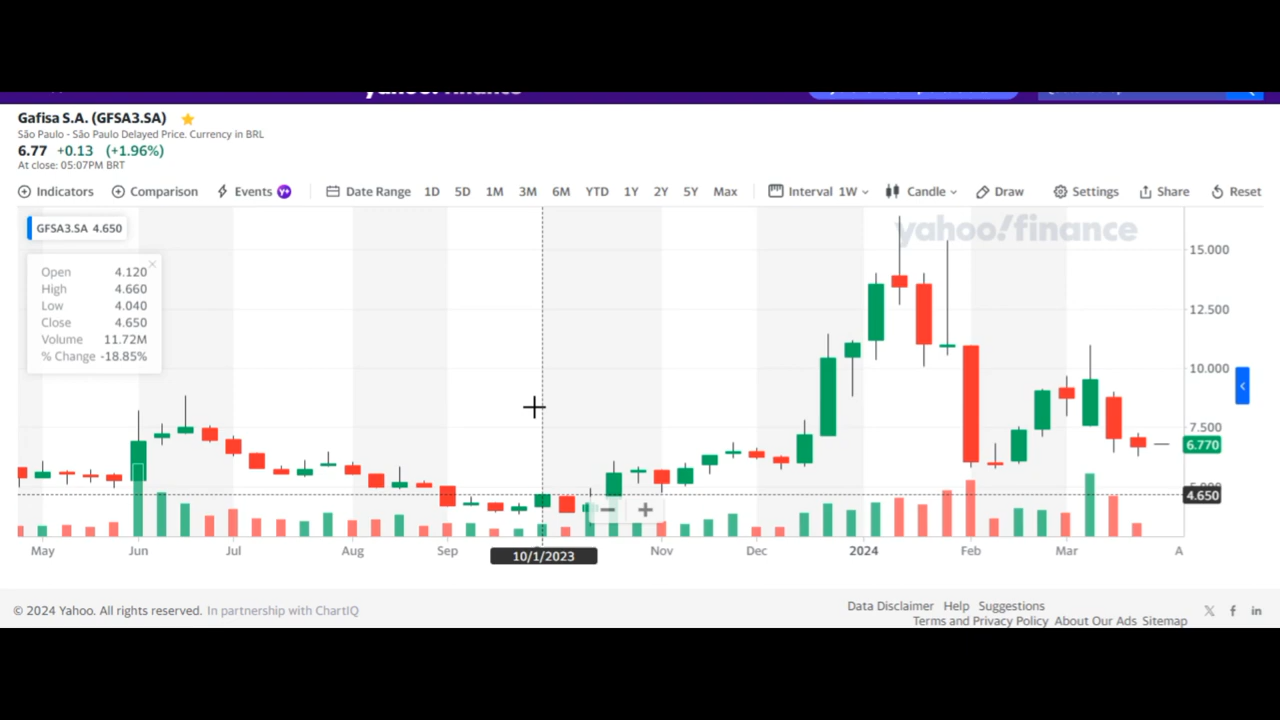 yahoo! finance
Gafisa S.A. (GFSA3.SA)
São Paulo - São Paulo Delayed Price. Currency in BRL
6.77 +0.13 (+1.96%)
At close: 05:07PM BRT
Indicators Comparison Events Y+ Date Range 1D 5D 1M 3M 6M YTD 1Y 2Y 5Y Max Interval 1W Candle Draw Settings Share Reset
GFSA3.SA 4.650
yahoo!finance
Open 4.120
High 4.660
Low 4.040
Close 4.650
Volume 11.72M
% Change -18.85%
15.000
12.500
10.000
7.500
6.770
4.650
May Jun Jul Aug Sep 10/1/2023 Nov Dec 2024 Feb Mar A
© 2024 Yahoo. All rights reserved. In partnership with ChartIQ
Data Disclaimer Help Suggestions
Terms and Privacy Policy About Our Ads Sitemap